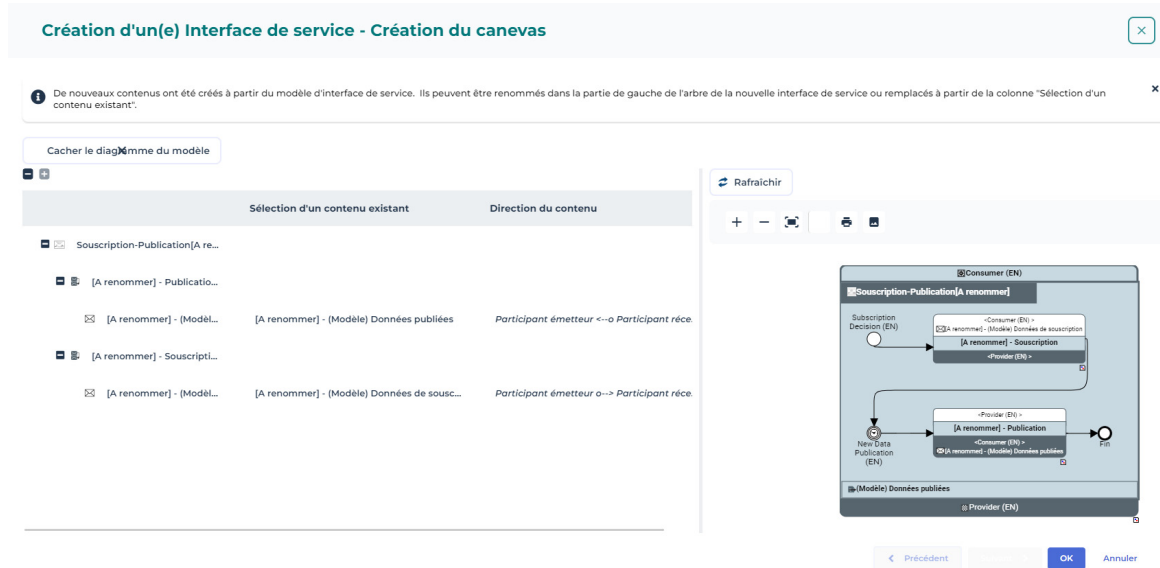 Création d'un(e) Interface de service - Création du canevas
De nouveaux contenus ont été créés à partir du modèle d'interface de service. Ils peuvent être renommés dans la partie de gauche de l'arbre de la nouvelle interface de service ou remplacés à partir de la colonne "Sélection d'un
contenu existant".
Cacher le diagramme du modèle
Rafraîchir
Sélection d'un contenu existant Direction du contenu
Souscription-Publication[A re...
[A renommer] - Publicatio...
[A renommer] - (Modèl... [A renommer] - (Modèle) Données publiées Participant émetteur <--o Participant réce.
[A renommer] - Souscripti...
[A renommer] - (Modèl... [A renommer] - (Modèle) Données de sousc... Participant émetteur o--> Participant réce.
Consumer (EN)
Souscription-Publication[A renommer]
Subscription
Decision (EN)
<Consumer (EN) >
[A renommer] - (Modèle) Données de souscription
[A renommer] - Souscription
<Provider (EN) >
<Provider (EN) >
[A renommer] - Publication
<Consumer (EN) >
[A renommer] - (Modèle) Données publiées
New Data
Publication
(EN)
Fin
(Modèle) Données publiées
Provider (EN)
Précédent OK Annuler